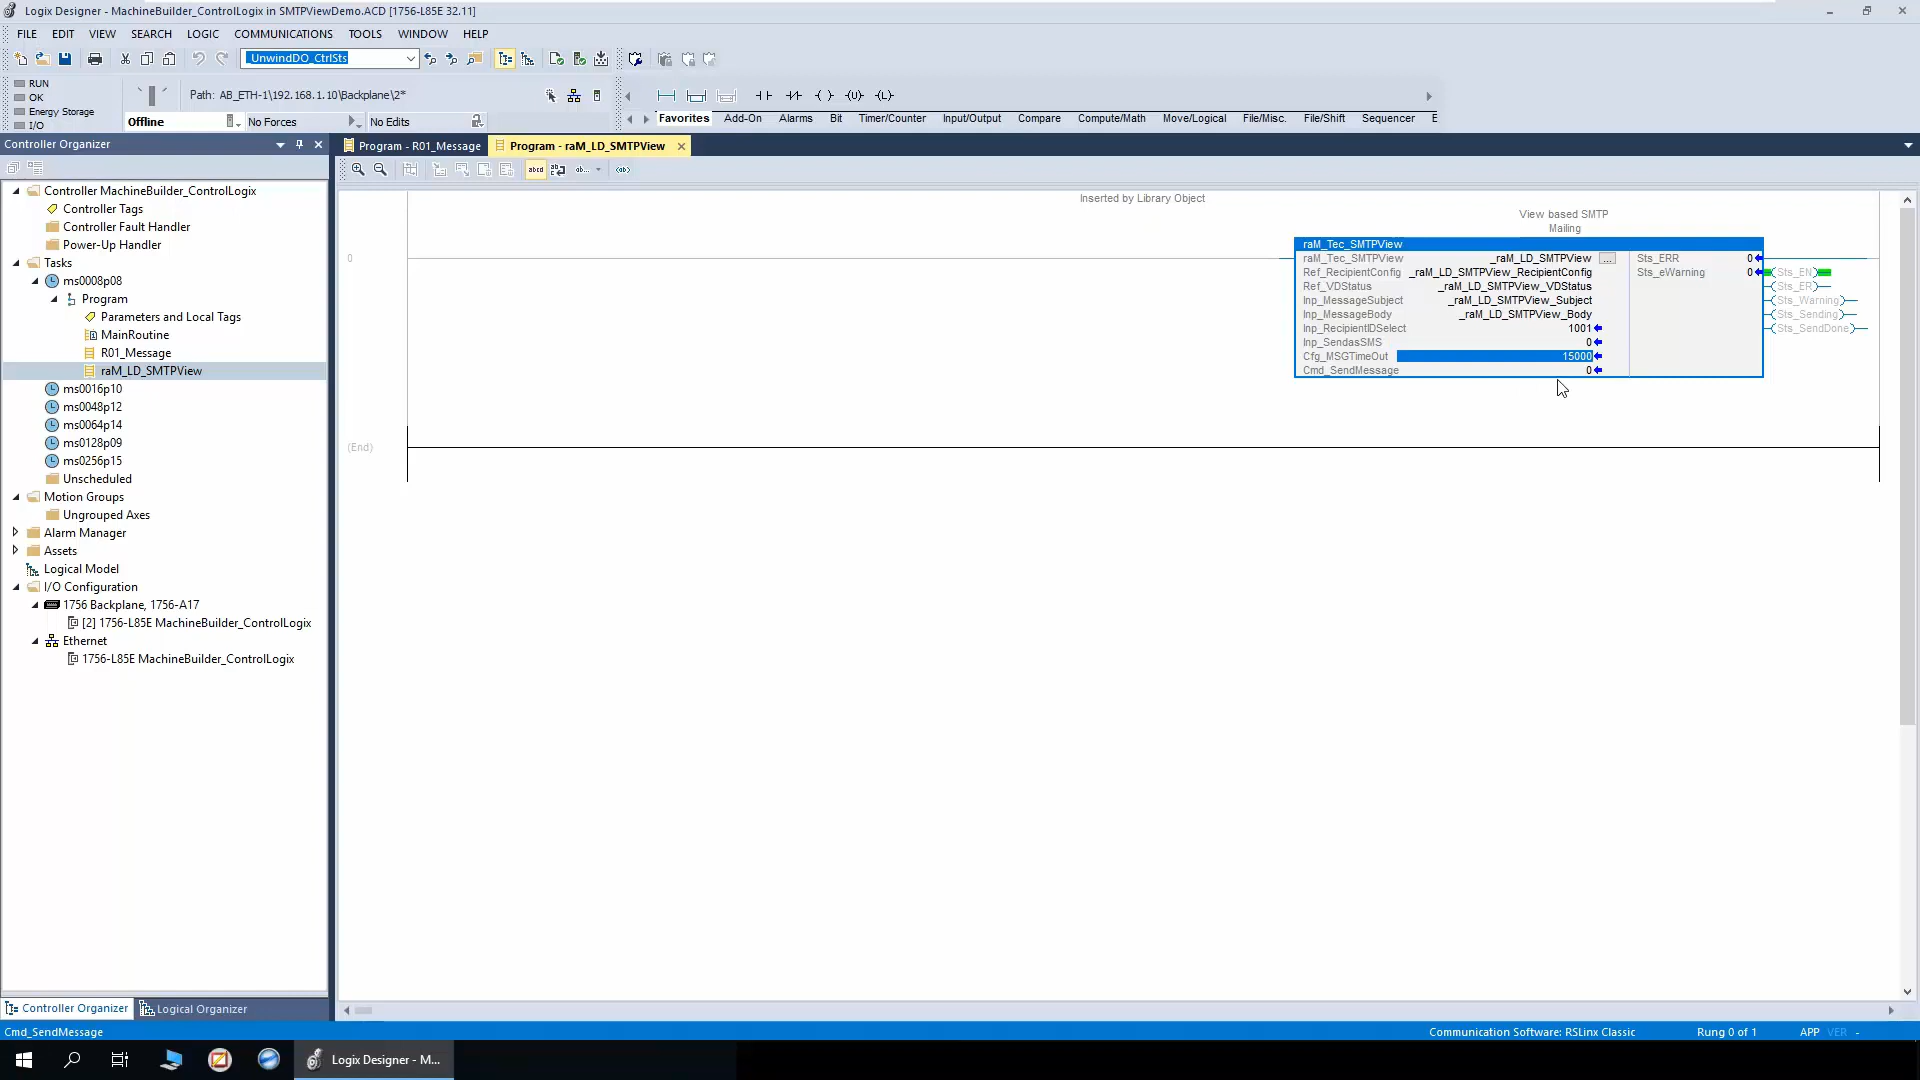 Logix Designer - MachineBuilder_ControlLogix in SMTPViewDemo.ACD [1756-L85E 32.11]
FILE EDIT VIEW SEARCH LOGIC COMMUNICATIONS TOOLS WINDOW HELP
_UnwindDO_CtrlSts
RUN
OK
Energy Storage
I/O
Path: AB_ETH-1\192.168.1.10\Backplane\2*
Offline No Forces No Edits
Favorites Add-On Alarms Bit Timer/Counter Input/Output Compare Compute/Math Move/Logical File/Misc. File/Shift Sequencer E
Controller Organizer
Program - R01_Message Program - raM_LD_SMTPView
Controller MachineBuilder_ControlLogix
Controller Tags
Controller Fault Handler
Power-Up Handler
Tasks
ms0008p08
Program
Parameters and Local Tags
MainRoutine
R01_Message
raM_LD_SMTPView
ms0016p10
ms0048p12
ms0064p14
ms0128p09
ms0256p15
Unscheduled
Motion Groups
Ungrouped Axes
Alarm Manager
Assets
Logical Model
I/O Configuration
1756 Backplane, 1756-A17
[2] 1756-L85E MachineBuilder_ControlLogix
Ethernet
1756-L85E MachineBuilder_ControlLogix
abcd
ab...
Inserted by Library Object
View based SMTP
Mailing
0
raM_Tec_SMTPView
raM_Tec_SMTPView _raM_LD_SMTPView ...
Ref_RecipientConfig _raM_LD_SMTPView_RecipientConfig
Ref_VDStatus _raM_LD_SMTPView_VDStatus
Inp_MessageSubject _raM_LD_SMTPView_Subject
Inp_MessageBody _raM_LD_SMTPView_Body
Inp_RecipientIDSelect 1001
Inp_SendasSMS 0
Cfg_MSGTimeOut 15000
Cmd_SendMessage 0
Sts_ERR 0
Sts_eWarning 0
Sts_EN
Sts_ER
Sts_Warning
Sts_Sending
Sts_SendDone
(End)
Controller Organizer Logical Organizer
Cmd_SendMessage Communication Software: RSLinx Classic Rung 0 of 1 APP VER -
Logix Designer - M...